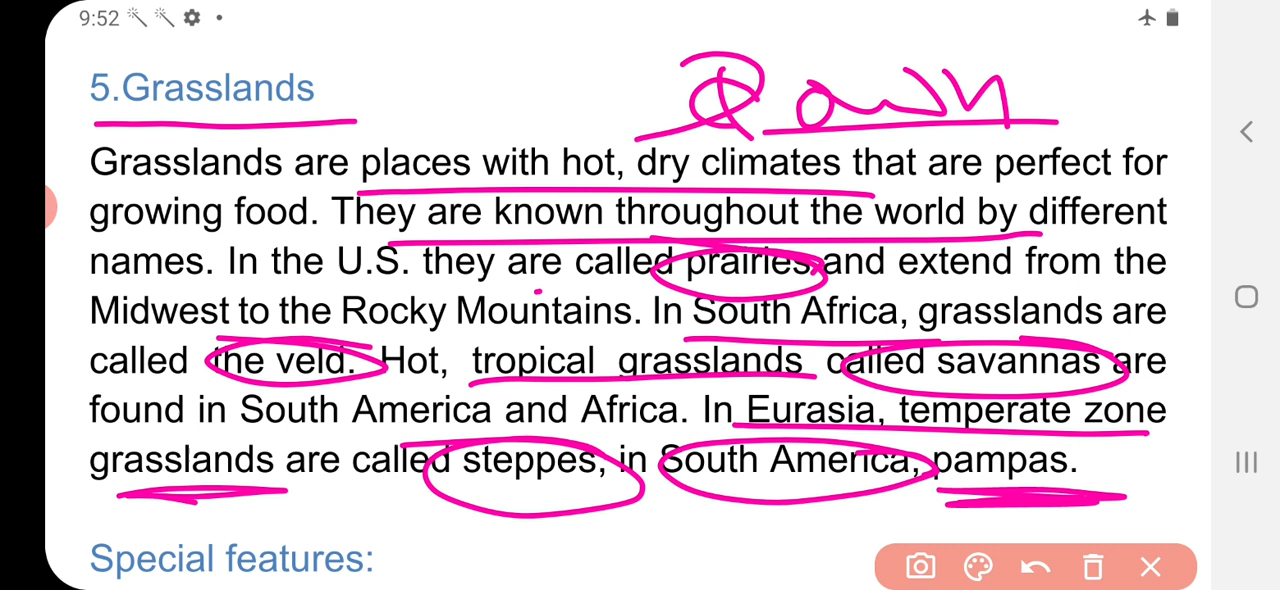 9:52
5.Grasslands
Grasslands are places with hot, dry climates that are perfect for
growing food. They are known throughout the world by different
names. In the U.S. they are called prairies and extend from the
Midwest to the Rocky Mountains. In South Africa, grasslands are
called the veld. Hot, tropical grasslands called savannas are
found in South America and Africa. In Eurasia, temperate zone
grasslands are called steppes, in South America, pampas.
Special features: